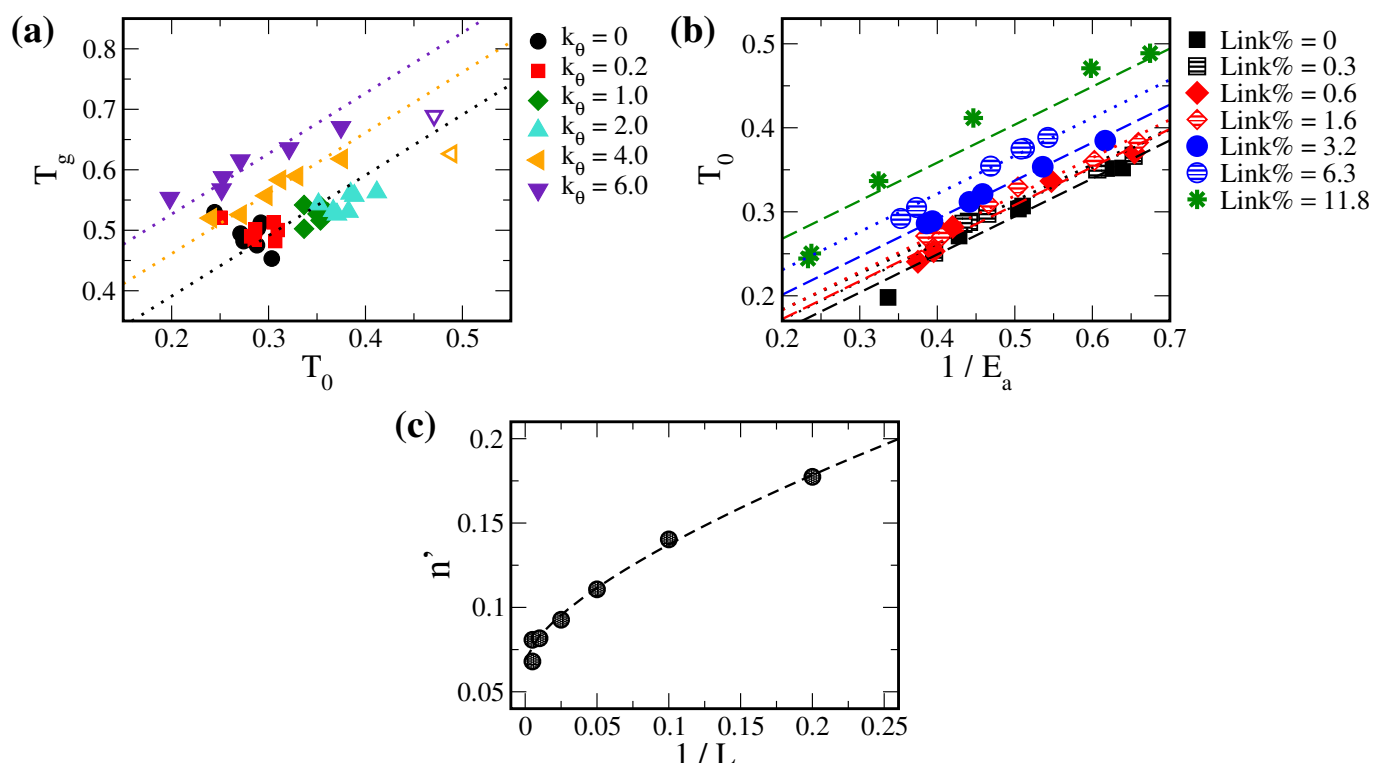 (a)
T_g
0.8
0.7
0.6
0.5
0.4
0.2
0.3
0.4
0.5
T_0
k_θ = 0
k_θ = 0.2
k_θ = 1.0
k_θ = 2.0
k_θ = 4.0
k_θ = 6.0
(b)
T_0
0.5
0.4
0.3
0.2
0.2
0.3
0.4
0.5
0.6
0.7
1 / E_a
Link% = 0
Link% = 0.3
Link% = 0.6
Link% = 1.6
Link% = 3.2
Link% = 6.3
Link% = 11.8
(c)
n'
0.2
0.15
0.1
0.05
0
0.05
0.1
0.15
0.2
0.25
1 / L